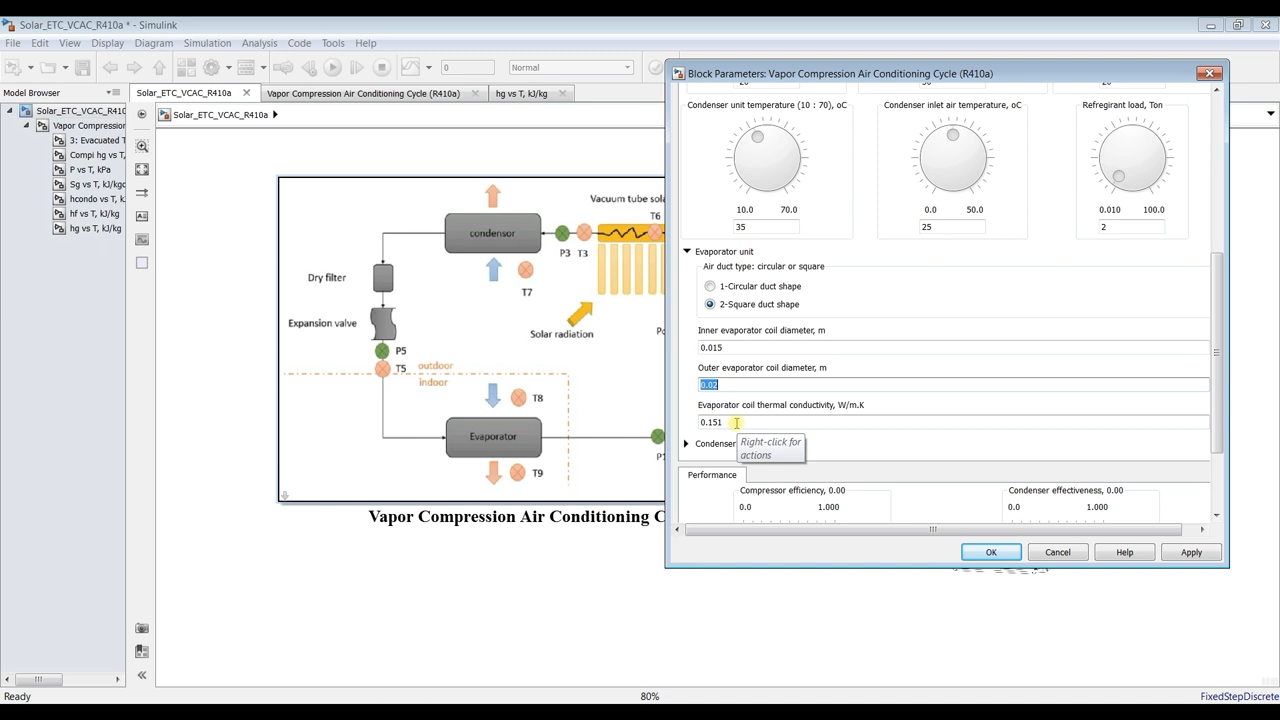 Solar_ETC_VCAC_R410a * - Simulink
File Edit View Display Diagram Simulation Analysis Code Tools Help
0
Normal
Model Browser
Solar_ETC_VCAC_R410a
Vapor Compression Air Conditioning Cycle (R410a)
hg vs T, kJ/kg
Solar_ETC_VCAC_R410
Vapor Compression
3: Evacuated T
Compi hg vs T,
P vs T, kPa
Sg vs T, kJ/kgc
hcondo vs T, k
hf vs T, kJ/kg
hg vs T, kJ/kg
Solar_ETC_VCAC_R410a
condensor
Vacuum tube sola
T6
P3
T3
Dry filter
T7
Expansion valve
Solar radiation
P5
T5
outdoor
indoor
T8
Evaporator
T9
Vapor Compression Air Conditioning C
Block Parameters: Vapor Compression Air Conditioning Cycle (R410a)
Condenser unit temperature (10 : 70), oC
Condenser inlet air temperature, oC
Refrigirant load, Ton
10.0 70.0
0.0 50.0
0.010 100.0
35
25
2
Evaporator unit
Air duct type: circular or square
1-Circular duct shape
2-Square duct shape
Inner evaporator coil diameter, m
0.015
Outer evaporator coil diameter, m
0.02
Evaporator coil thermal conductivity, W/m.K
0.151
Right-click for
actions
Condenser
Performance
Compressor efficiency, 0.00
Condenser effectiveness, 0.00
0.0 1.000
0.0 1.000
OK Cancel Help Apply
Ready
80%
FixedStepDiscrete